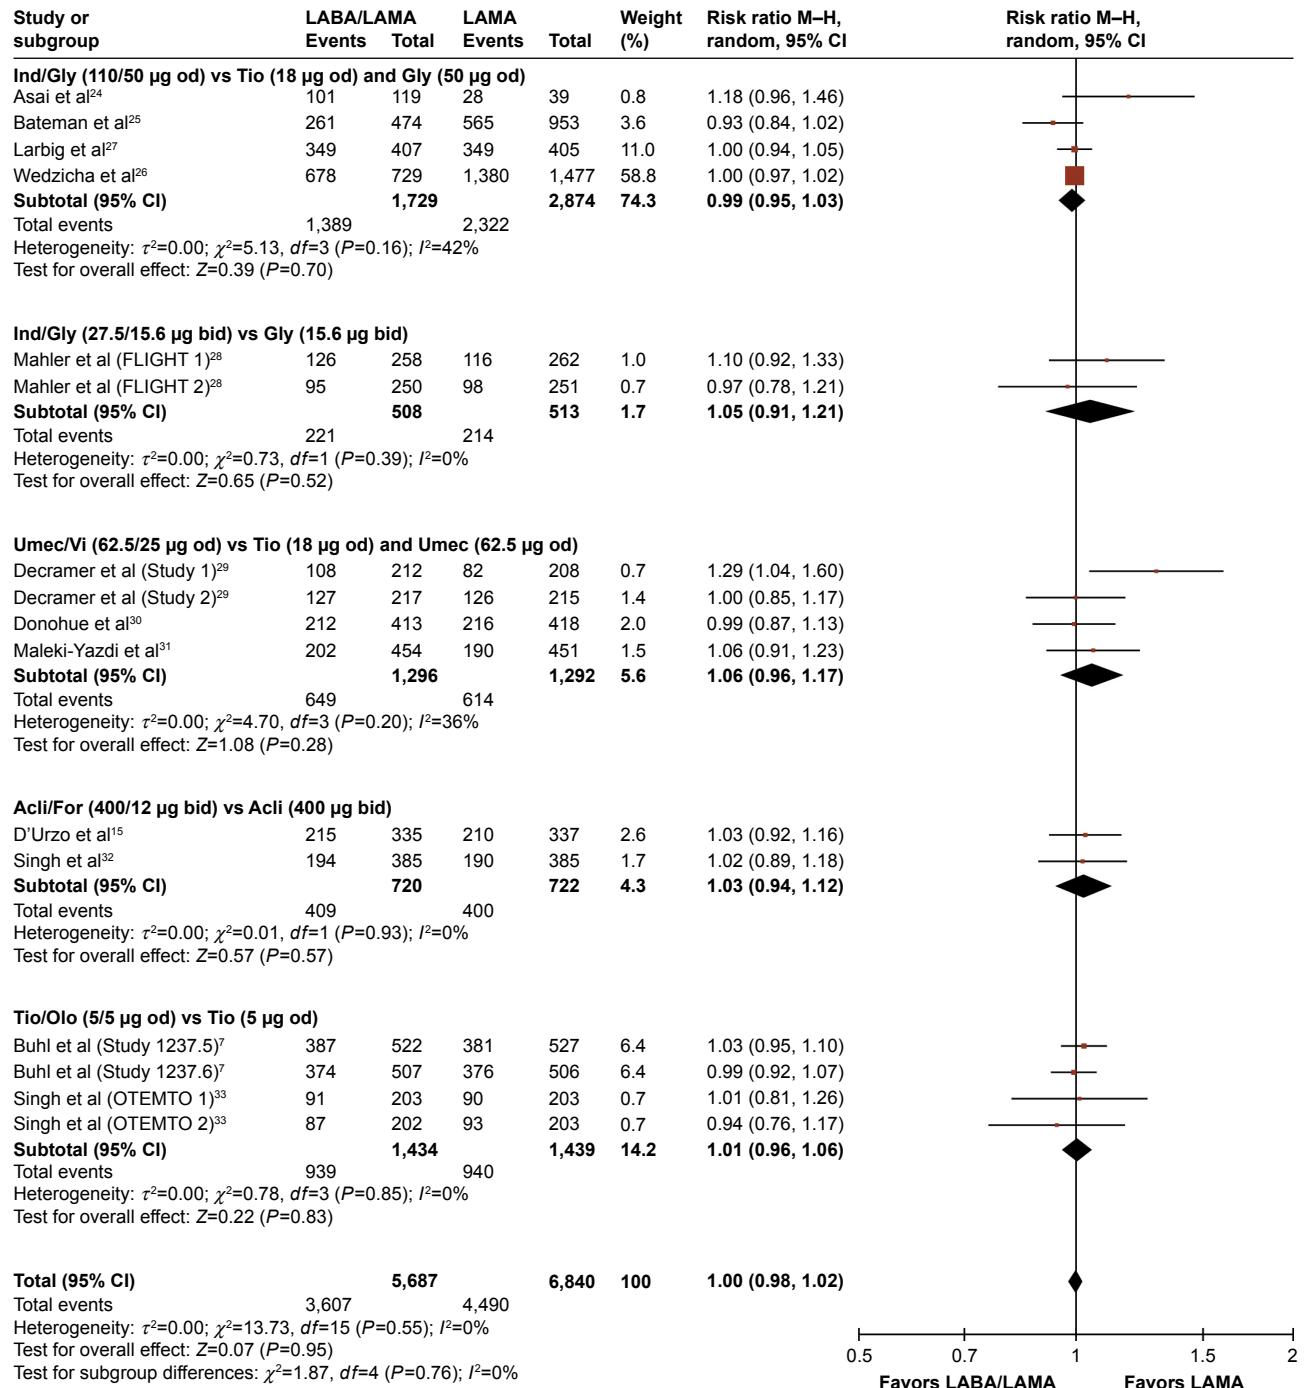 Study or subgroup LABA/LAMA LAMA Weight (%) Risk ratio M–H, random, 95% CI Risk ratio M–H, random, 95% CI
Events Total Events Total
Ind/Gly (110/50 µg od) vs Tio (18 µg od) and Gly (50 µg od)
Asai et al²⁴ 101 119 28 39 0.8 1.18 (0.96, 1.46)
Bateman et al²⁵ 261 474 565 953 3.6 0.93 (0.84, 1.02)
Larbig et al²⁷ 349 407 349 405 11.0 1.00 (0.94, 1.05)
Wedzicha et al²⁶ 678 729 1,380 1,477 58.8 1.00 (0.97, 1.02)
Subtotal (95% CI) 1,729 2,874 74.3 0.99 (0.95, 1.03)
Total events 1,389 2,322
Heterogeneity: τ²=0.00; χ²=5.13, df=3 (P=0.16); I²=42%
Test for overall effect: Z=0.39 (P=0.70)
Ind/Gly (27.5/15.6 µg bid) vs Gly (15.6 µg bid)
Mahler et al (FLIGHT 1)²⁸ 126 258 116 262 1.0 1.10 (0.92, 1.33)
Mahler et al (FLIGHT 2)²⁸ 95 250 98 251 0.7 0.97 (0.78, 1.21)
Subtotal (95% CI) 508 513 1.7 1.05 (0.91, 1.21)
Total events 221 214
Heterogeneity: τ²=0.00; χ²=0.73, df=1 (P=0.39); I²=0%
Test for overall effect: Z=0.65 (P=0.52)
Umec/Vi (62.5/25 µg od) vs Tio (18 µg od) and Umec (62.5 µg od)
Decramer et al (Study 1)²⁹ 108 212 82 208 0.7 1.29 (1.04, 1.60)
Decramer et al (Study 2)²⁹ 127 217 126 215 1.4 1.00 (0.85, 1.17)
Donohue et al³⁰ 212 413 216 418 2.0 0.99 (0.87, 1.13)
Maleki-Yazdi et al³¹ 202 454 190 451 1.5 1.06 (0.91, 1.23)
Subtotal (95% CI) 1,296 1,292 5.6 1.06 (0.96, 1.17)
Total events 649 614
Heterogeneity: τ²=0.00; χ²=4.70, df=3 (P=0.20); I²=36%
Test for overall effect: Z=1.08 (P=0.28)
Acli/For (400/12 µg bid) vs Acli (400 µg bid)
D'Urzo et al¹⁵ 215 335 210 337 2.6 1.03 (0.92, 1.16)
Singh et al³² 194 385 190 385 1.7 1.02 (0.89, 1.18)
Subtotal (95% CI) 720 722 4.3 1.03 (0.94, 1.12)
Total events 409 400
Heterogeneity: τ²=0.00; χ²=0.01, df=1 (P=0.93); I²=0%
Test for overall effect: Z=0.57 (P=0.57)
Tio/Olo (5/5 µg od) vs Tio (5 µg od)
Buhl et al (Study 1237.5)⁷ 387 522 381 527 6.4 1.03 (0.95, 1.10)
Buhl et al (Study 1237.6)⁷ 374 507 376 506 6.4 0.99 (0.92, 1.07)
Singh et al (OTEMTO 1)³³ 91 203 90 203 0.7 1.01 (0.81, 1.26)
Singh et al (OTEMTO 2)³³ 87 202 93 203 0.7 0.94 (0.76, 1.17)
Subtotal (95% CI) 1,434 1,439 14.2 1.01 (0.96, 1.06)
Total events 939 940
Heterogeneity: τ²=0.00; χ²=0.78, df=3 (P=0.85); I²=0%
Test for overall effect: Z=0.22 (P=0.83)
Total (95% CI) 5,687 6,840 100 1.00 (0.98, 1.02)
Total events 3,607 4,490
Heterogeneity: τ²=0.00; χ²=13.73, df=15 (P=0.55); I²=0%
Test for overall effect: Z=0.07 (P=0.95)
Test for subgroup differences: χ²=1.87, df=4 (P=0.76); I²=0%
0.5 0.7 1 1.5 2
Favors LABA/LAMA Favors LAMA